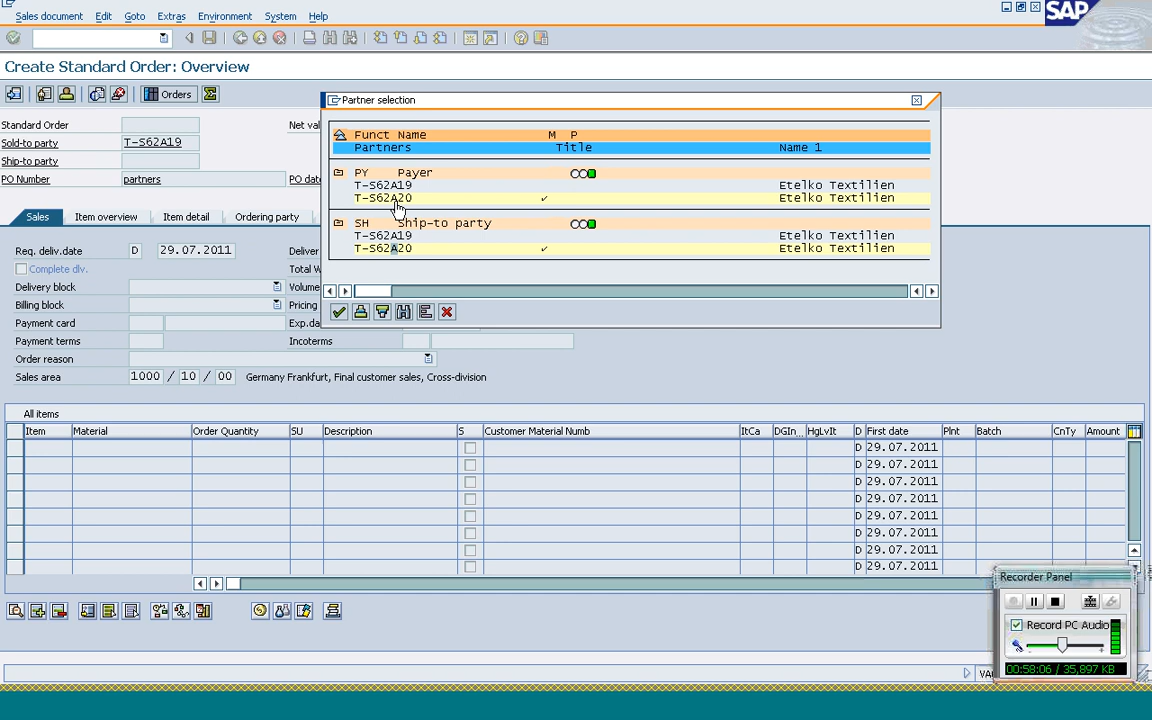 Sales document Edit Goto Extras Environment System Help
SAP
Create Standard Order: Overview
Orders
Partner selection
Funct Name M P
Partners Title Name 1
PY Payer
T-S62A19 Etelko Textilien
T-S62A20 ✓ Etelko Textilien
SH Ship-to party
T-S62A19 Etelko Textilien
T-S62A20 ✓ Etelko Textilien
Standard Order Net val
Sold-to party T-S62A19
Ship-to party
PO Number partners PO date
Sales Item overview Item detail Ordering party
Req. deliv.date D 29.07.2011 Deliver
Complete dlv. Total W
Delivery block Volume
Billing block Pricing
Payment card Exp.da
Payment terms Incoterms
Order reason
Sales area 1000 / 10 / 00 Germany Frankfurt, Final customer sales, Cross-division
All items
Item Material Order Quantity SU Description S Customer Material Numb ItCa DGIn... HgLvIt D First date Plnt Batch CnTy Amount
D 29.07.2011
D 29.07.2011
D 29.07.2011
D 29.07.2011
D 29.07.2011
D 29.07.2011
D 29.07.2011
D 29.07.2011
Recorder Panel
Record PC Audio
00:58:06 / 35,897 KB